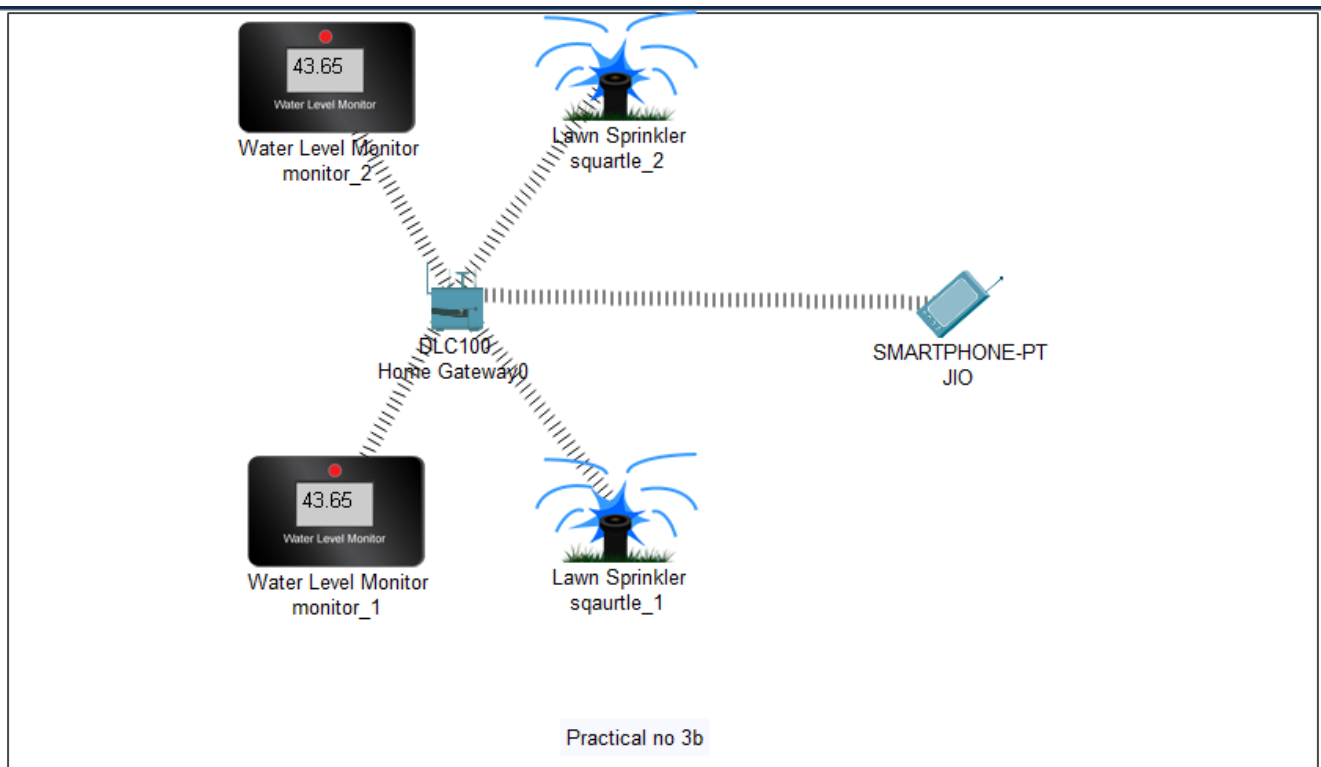 43.65
Water Level Monitor
Water Level Monitor
monitor_2
Lawn Sprinkler
squartle_2
DLC100
Home Gateway0
SMARTPHONE-PT
JIO
43.65
Water Level Monitor
Water Level Monitor
monitor_1
Lawn Sprinkler
sqaurtle_1
Practical no 3b